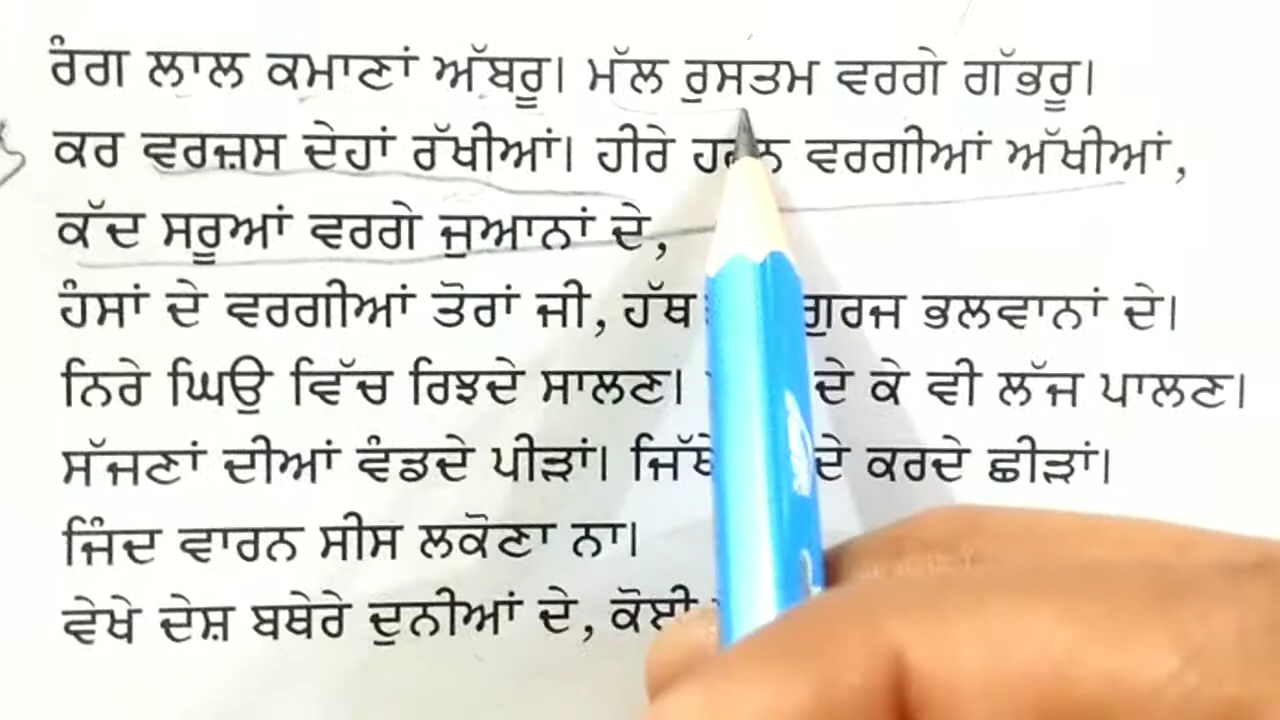 ਰੰਗ ਲਾਲ ਕਮਾਣਾਂ ਅੱਬਰੂ। ਮੱਲ ਰੁਸਤਮ ਵਰਗੇ ਗੱਭਰੂ।
ਕਰ ਵਰਜ਼ਸ ਦੇਹਾਂ ਰੱਖੀਆਂ। ਹੀਰੇ ਵਰਗੀਆਂ ਅੱਖੀਆਂ,
ਕੱਦ ਸਰੂਆਂ ਵਰਗੇ ਜੁਆਨਾਂ ਦੇ,
ਹੰਸਾਂ ਦੇ ਵਰਗੀਆਂ ਤੋਰਾਂ ਜੀ, ਹੱਥ ਗੁਰਜ ਭਲਵਾਨਾਂ ਦੇ।
ਨਿਰੇ ਘਿਉ ਵਿੱਚ ਰਿਝਦੇ ਸਾਲਣ। ਦੇ ਕੇ ਵੀ ਲੱਜ ਪਾਲਣ।
ਸੱਜਣਾਂ ਦੀਆਂ ਵੰਡਦੇ ਪੀੜਾਂ। ਕਰਦੇ ਛੀੜਾਂ।
ਜਿੰਦ ਵਾਰਨ ਸੀਸ ਲਕੋਣਾ ਨਾ।
ਵੇਖੇ ਦੇਸ਼ ਬਥੇਰੇ ਦੁਨੀਆਂ ਦੇ, ਕੋਈ